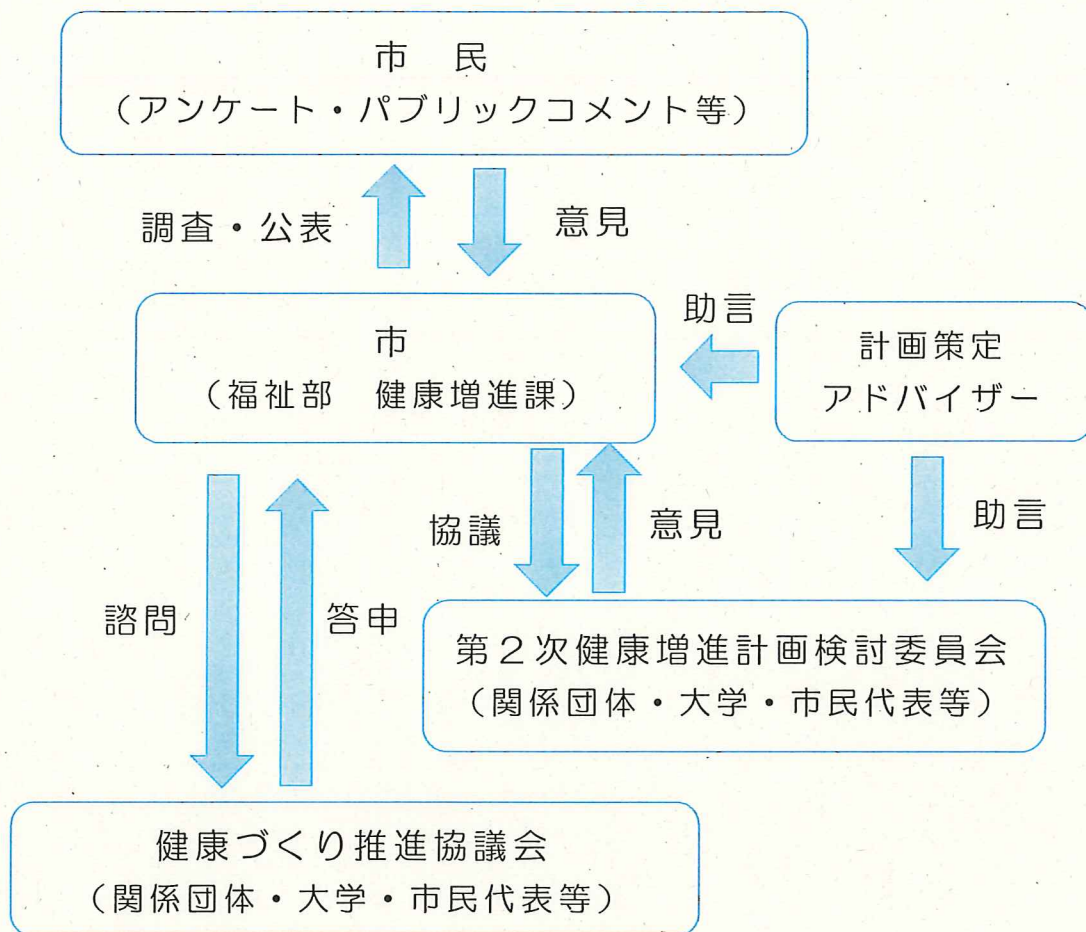 市　民
（アンケート・パブリックコメント等）
調査・公表
意見
助言
市
（福祉部　健康増進課）
計画策定
アドバイザー
協議
意見
助言
諮問
答申
第２次健康増進計画検討委員会
（関係団体・大学・市民代表等）
健康づくり推進協議会
（関係団体・大学・市民代表等）